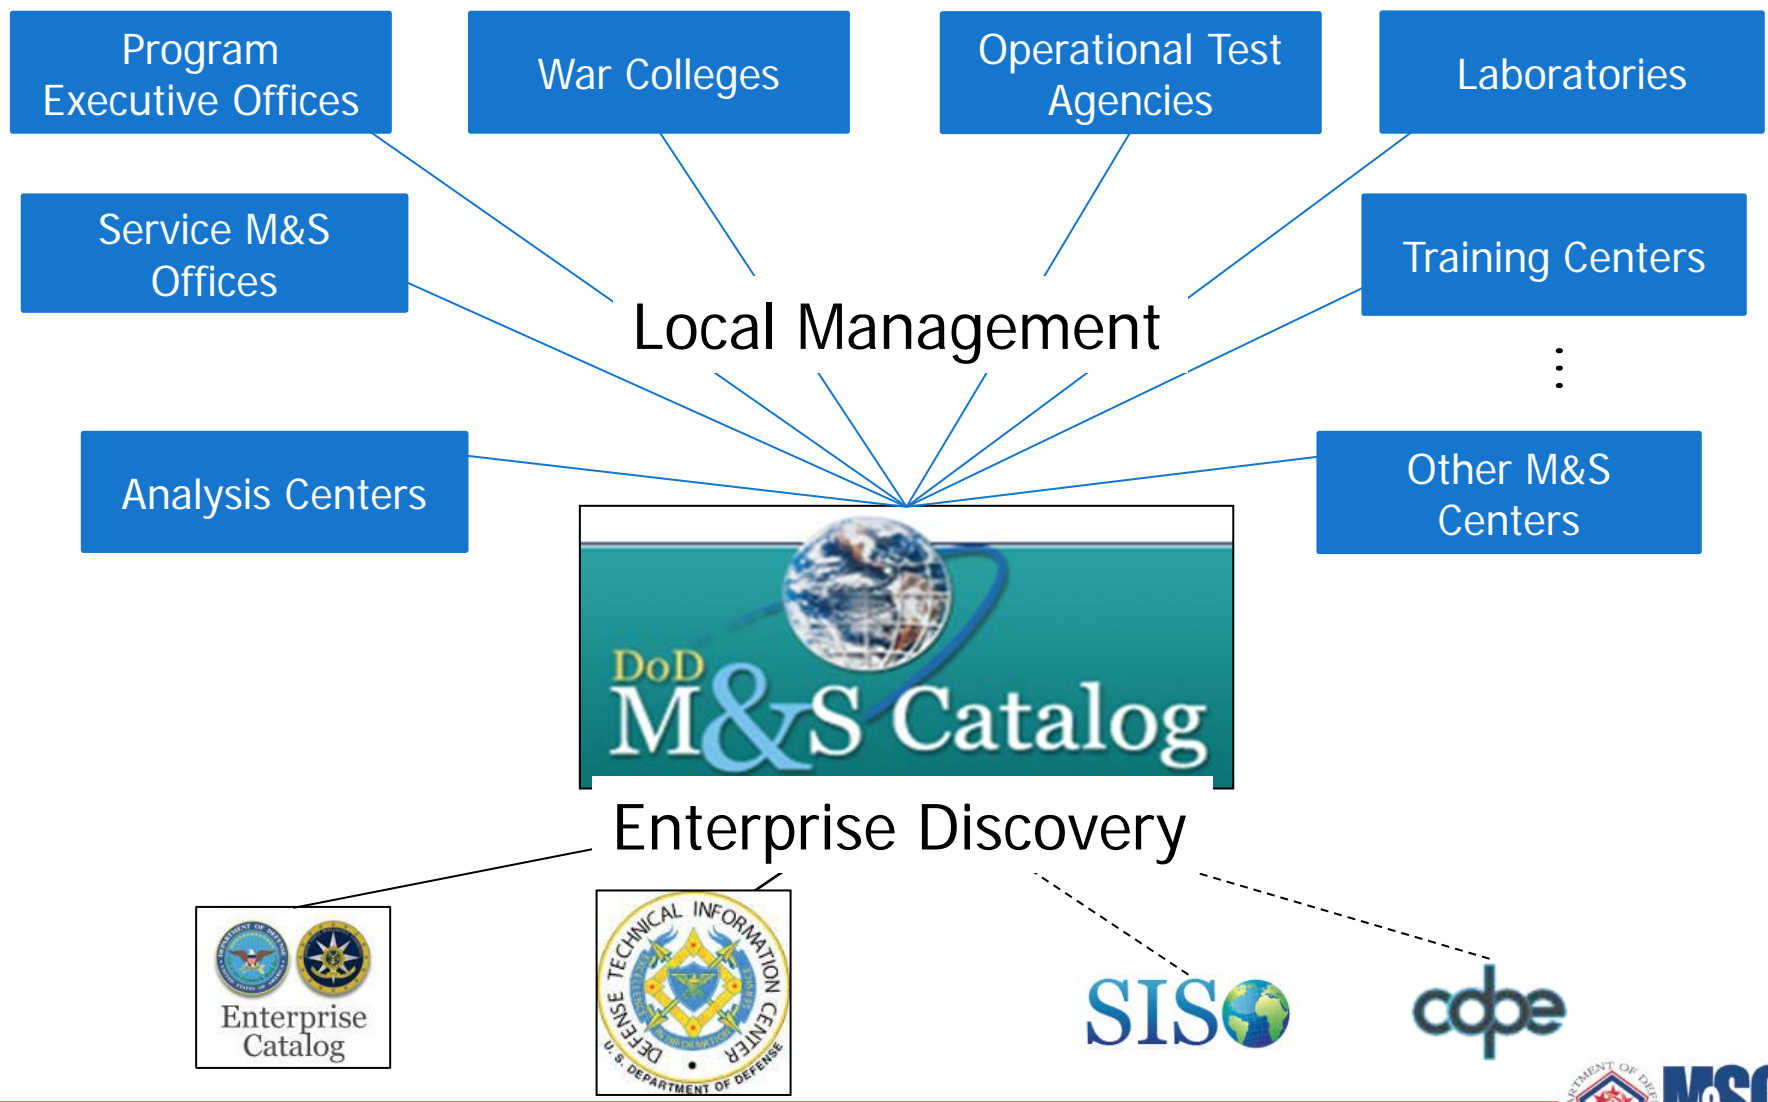 Program
Executive Offices
War Colleges
Operational Test
Agencies
Laboratories
Service M&S
Offices
Training Centers
Local Management
⋮
Analysis Centers
Other M&S
Centers
DoD
M&S Catalog
Enterprise Discovery
Enterprise
Catalog
DEFENSE TECHNICAL INFORMATION CENTER
U. S. DEPARTMENT OF DEFENSE
SISO
cope